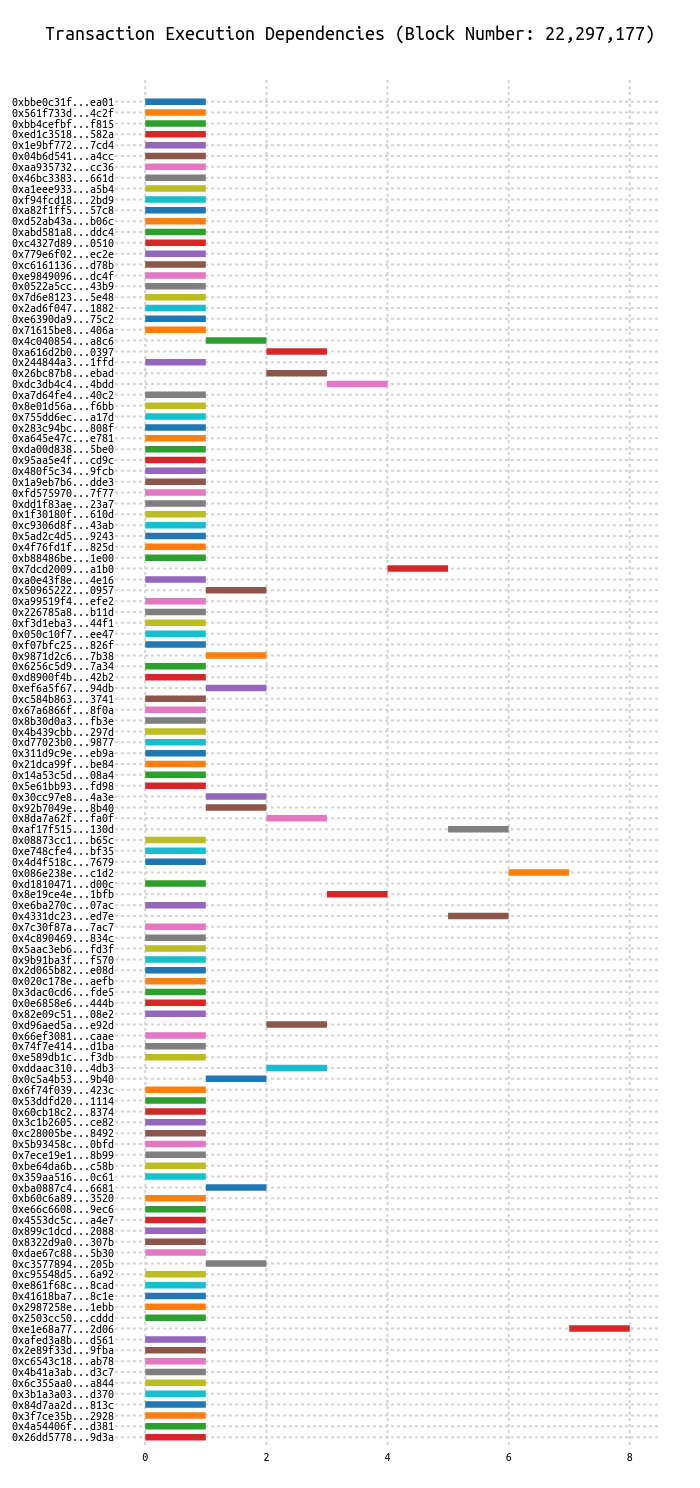 Transaction Execution Dependencies (Block Number: 22,297,177)
0xbbe0c31f...ea01
0x561f733d...4c2f
0xbb4cefbf...f815
0xed1c3518...582a
0x1e9bf772...7cd4
0x04b6d541...a4cc
0xaa935732...cc36
0x46bc3383...661d
0xa1eee933...a5b4
0xf94fcd18...2bd9
0xa82f1ff5...57c8
0xd52ab43a...b06c
0xabd581a8...ddc4
0xc4327d89...0510
0x779e6f02...ec2e
0xc6161136...d78b
0xe9849096...dc4f
0x0522a5cc...43b9
0x7d6e8123...5e48
0x2ad6f047...1882
0xe6390da9...75c2
0x71615be8...406a
0x4c040854...a8c6
0xa616d2b0...0397
0x244844a3...1ffd
0x26bc87b8...ebad
0xdc3db4c4...4bdd
0xa7d64fe4...40c2
0x8e01d56a...f6bb
0x755dd6ec...a17d
0x283c94bc...808f
0xa645e47c...e781
0xda00d838...5be0
0x95aa5e4f...cd9c
0x480f5c34...9fcb
0x1a9eb7b6...dde3
0xfd575970...7f77
0xdd1f83ae...23a7
0x1f30180f...610d
0xc9306d8f...43ab
0x5ad2c4d5...9243
0x4f76fd1f...825d
0xb88486be...1e00
0x7dcd2009...a1b0
0xa0e43f8e...4e16
0x50965222...0957
0xa99519f4...efe2
0x226785a8...b11d
0xf3d1eba3...44f1
0x050c10f7...ee47
0xf07bfc25...826f
0x9871d2c6...7b38
0x6256c5d9...7a34
0xd8900f4b...42b2
0xef6a5f67...94db
0xc584b863...3741
0x67a6866f...8f0a
0x8b30d0a3...fb3e
0x4b439cbb...297d
0xd77023b0...9877
0x311d9c9e...eb9a
0x21dca99f...be84
0x14a53c5d...08a4
0x5e61bb93...fd98
0x30cc97e8...4a3e
0x92b7049e...8b40
0x8da7a62f...fa0f
0xaf17f515...130d
0x08873cc1...b65c
0xe748cfe4...bf35
0x4d4f518c...7679
0x086e238e...c1d2
0xd1810471...d00c
0x8e19ce4e...1bfb
0xe6ba270c...07ac
0x4331dc23...ed7e
0x7c30f87a...7ac7
0x4c890469...834c
0x5aac3eb6...fd3f
0x9b91ba3f...f570
0x2d065b82...e08d
0x020c178e...aefb
0x3dac0cd6...fde5
0x0e6858e6...444b
0x82e09c51...08e2
0xd96aed5a...e92d
0x66ef3081...caae
0x74f7e414...d1ba
0xe589db1c...f3db
0xddaac310...4db3
0x0c5a4b53...9b40
0x6f74f039...423c
0x53ddfd20...1114
0x60cb18c2...8374
0x3c1b2605...ce82
0xc28005be...8492
0x5b93458c...0bfd
0x7ece19e1...8b99
0xbe64da6b...c58b
0x359aa516...0c61
0xba0887c4...6681
0xb60c6a89...3520
0xe66c6608...9ec6
0x4553dc5c...a4e7
0x899c1dcd...2088
0x8322d9a0...307b
0xdae67c88...5b30
0xc3577894...205b
0xc95548d5...6a92
0xe861f68c...8cad
0x41618ba7...8c1e
0x2987258e...1ebb
0x2503cc50...cddd
0xe1e68a77...2d06
0xafed3a8b...d561
0x2e89f33d...9fba
0xc6543c18...ab78
0x4b41a3ab...d3c7
0x6c355aa0...a844
0x3b1a3a03...d370
0x84d7aa2d...813c
0x3f7ce35b...2928
0x4a54406f...d381
0x26dd5778...9d3a
0 2 4 6 8